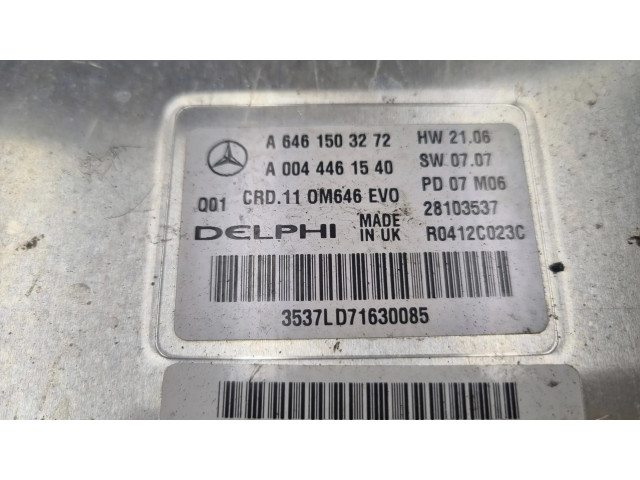 A 646 150 32 72 HW 21.06
A 004 446 15 40 SW 07.07
Q01 CRD.11 OM646 EVO PD 07 M06
28103537
DELPHI MADE IN UK R0412C023C
3537LD71630085